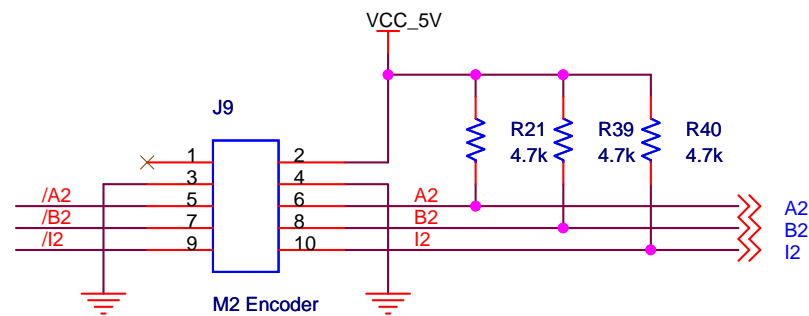 VCC_5V
J9
R21
R39
R40
4.7k
4.7k
4.7k
1
2
3
4
/A2
5
6
A2
A2
/B2
7
8
B2
B2
/I2
9
10
I2
I2
M2 Encoder